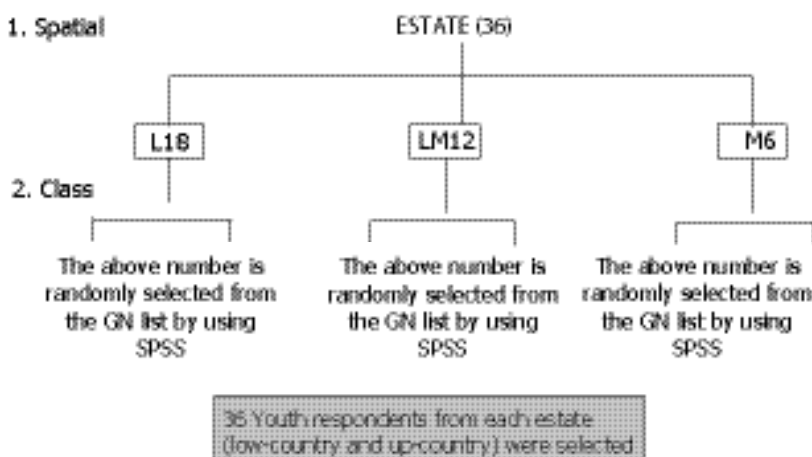 1. Spatial
ESTATE (36)
L18
LM12
M6
2. Class
The above number is
randomly selected from
the GN list by using
SPSS
The above number is
randomly selected from
the GN list by using
SPSS
The above number is
randomly selected from
the GN list by using
SPSS
36 Youth respondents from each estate
(low-country and up-country) were selected